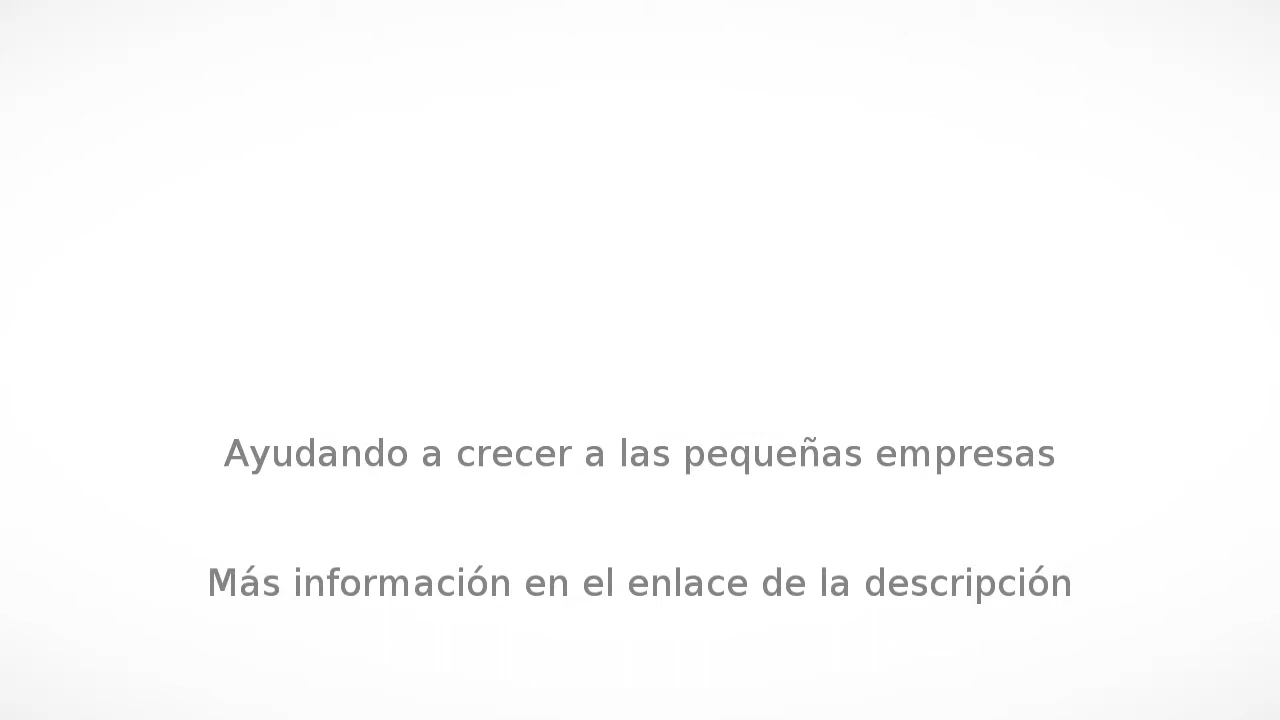 Ayudando a crecer a las pequeñas empresas
Más información en el enlace de la descripción